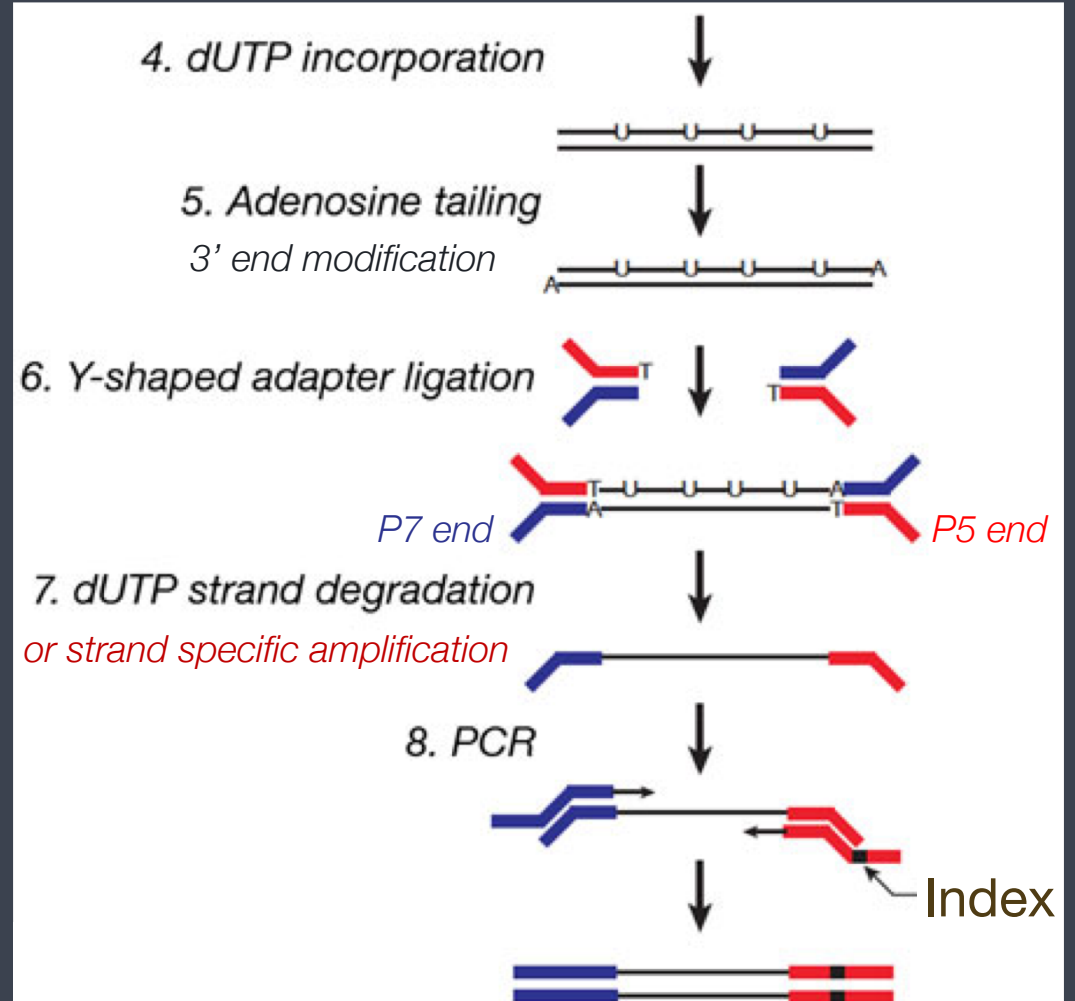 4. dUTP incorporation
U U U U
5. Adenosine tailing
3' end modification
U U U U A
A
6. Y-shaped adapter ligation
T
T
T U U U U A
A T
P7 end
P5 end
7. dUTP strand degradation
or strand specific amplification
8. PCR
Index